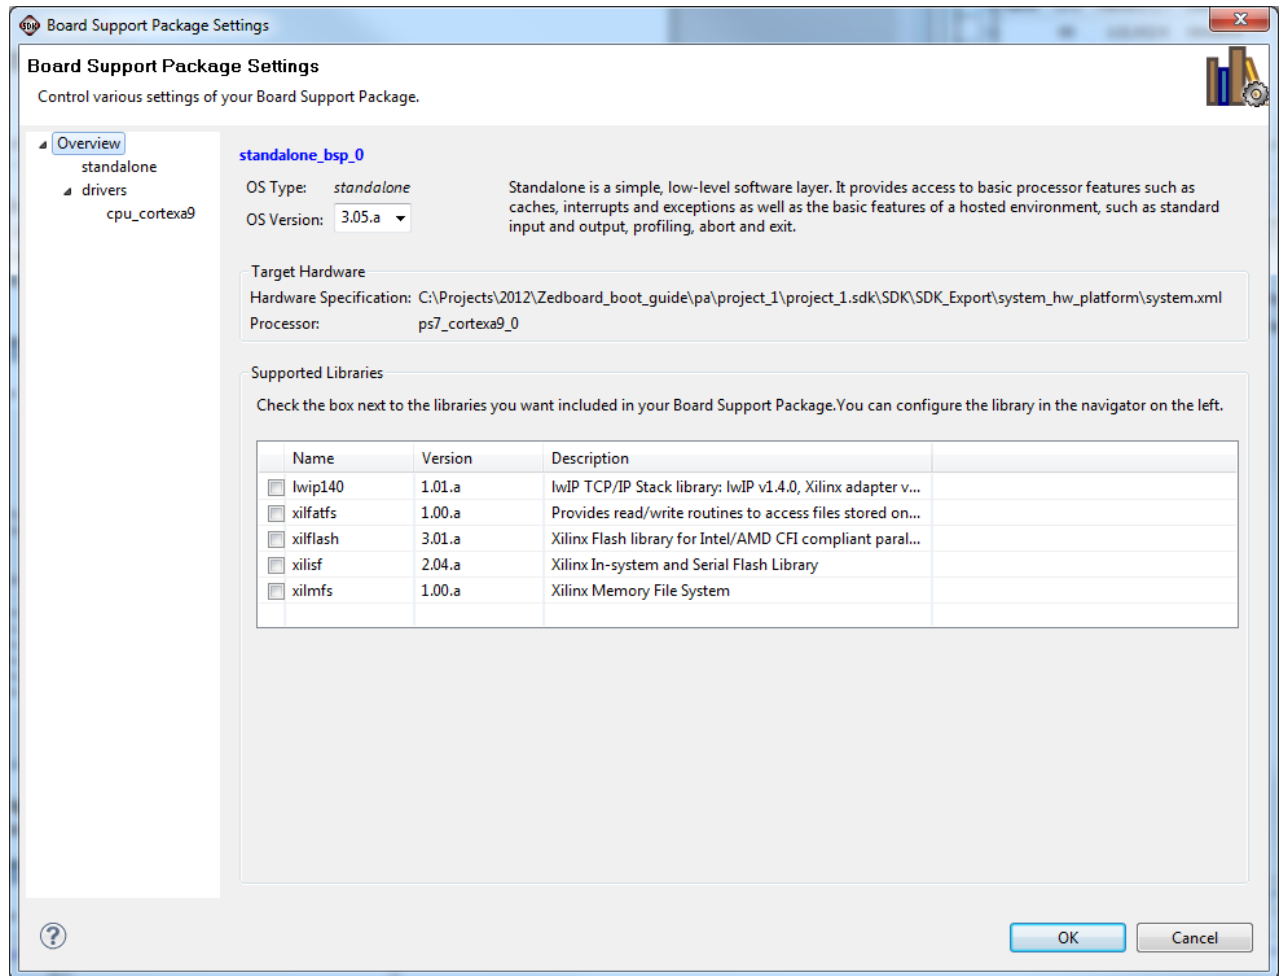 Board Support Package Settings
Board Support Package Settings
Control various settings of your Board Support Package.
Overview
standalone
drivers
cpu_cortexa9
standalone_bsp_0
OS Type: standalone
OS Version: 3.05.a
Standalone is a simple, low-level software layer. It provides access to basic processor features such as
caches, interrupts and exceptions as well as the basic features of a hosted environment, such as standard
input and output, profiling, abort and exit.
Target Hardware
Hardware Specification: C:\Projects\2012\Zedboard_boot_guide\pa\project_1\project_1.sdk\SDK\SDK_Export\system_hw_platform\system.xml
Processor: ps7_cortexa9_0
Supported Libraries
Check the box next to the libraries you want included in your Board Support Package.You can configure the library in the navigator on the left.
Name Version Description
lwip140 1.01.a lwIP TCP/IP Stack library: lwIP v1.4.0, Xilinx adapter v...
xilfatfs 1.00.a Provides read/write routines to access files stored on...
xilflash 3.01.a Xilinx Flash library for Intel/AMD CFI compliant paral...
xilisf 2.04.a Xilinx In-system and Serial Flash Library
xilmfs 1.00.a Xilinx Memory File System
OK Cancel